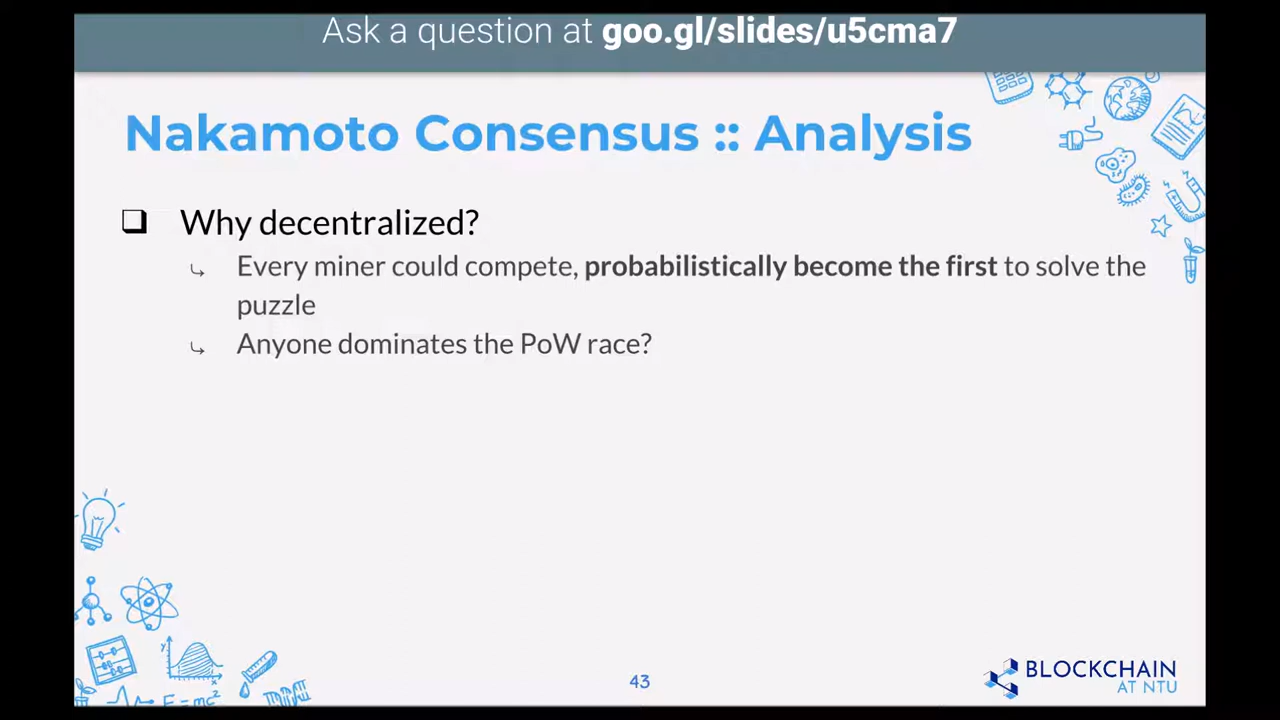 Ask a question at goo.gl/slides/u5cma7
Nakamoto Consensus :: Analysis
Why decentralized?
Every miner could compete, probabilistically become the first to solve the
puzzle
Anyone dominates the PoW race?
y
x
E=mc²
43
BLOCKCHAIN
AT NTU